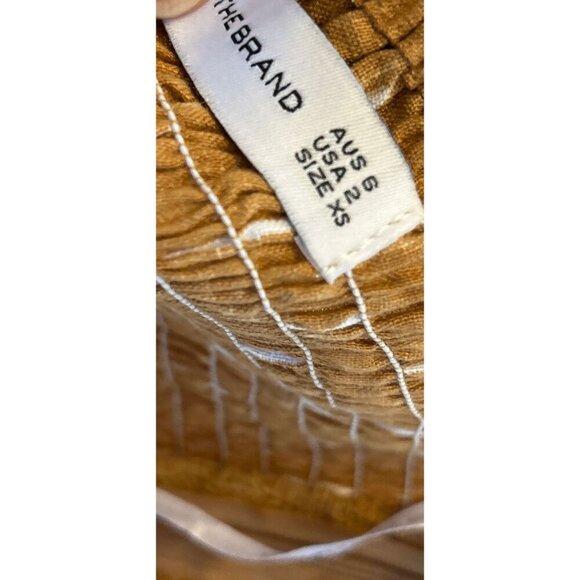 THEBRAND
AUS 6
USA 2
SIZE XS